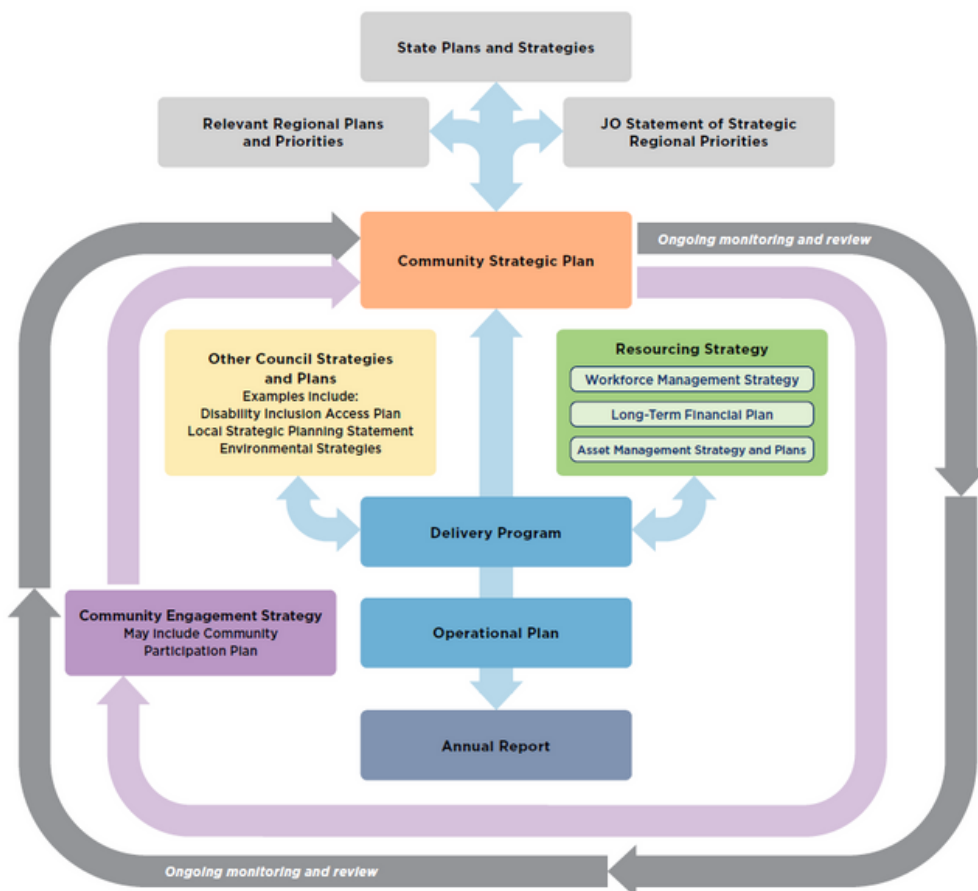 State Plans and Strategies
Relevant Regional Plans
and Priorities
JO Statement of Strategic
Regional Priorities
Community Strategic Plan
Ongoing monitoring and review
Other Council Strategies
and Plans
Examples include:
Disability Inclusion Access Plan
Local Strategic Planning Statement
Environmental Strategies
Resourcing Strategy
Workforce Management Strategy
Long-Term Financial Plan
Asset Management Strategy and Plans
Delivery Program
Community Engagement Strategy
May include Community
Participation Plan
Operational Plan
Annual Report
Ongoing monitoring and review